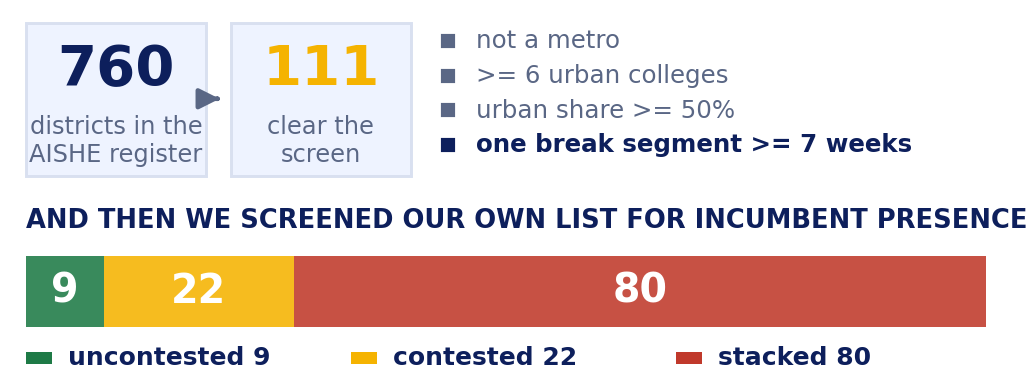 760
districts in the
AISHE register
111
clear the
screen
not a metro
>= 6 urban colleges
urban share >= 50%
one break segment >= 7 weeks
AND THEN WE SCREENED OUR OWN LIST FOR INCUMBENT PRESENCE
9
22
80
uncontested 9
contested 22
stacked 80